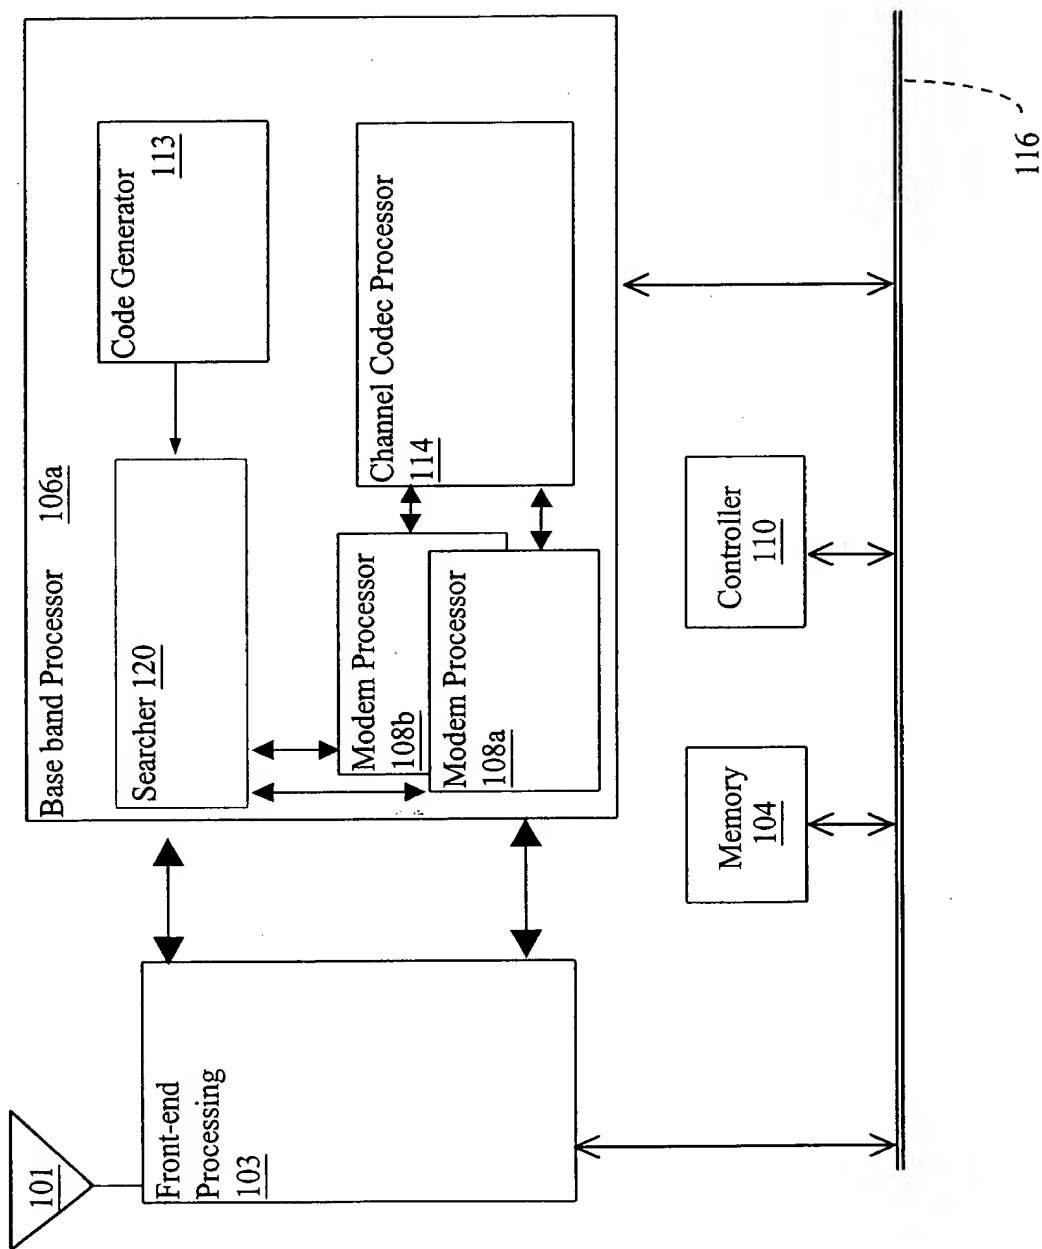 101
Front-end
Processing
103
Base band Processor 106a
Searcher 120
Code Generator
113
Modem Processor
108b
Modem Processor
108a
Channel Codec Processor
114
Memory
104
Controller
110
116